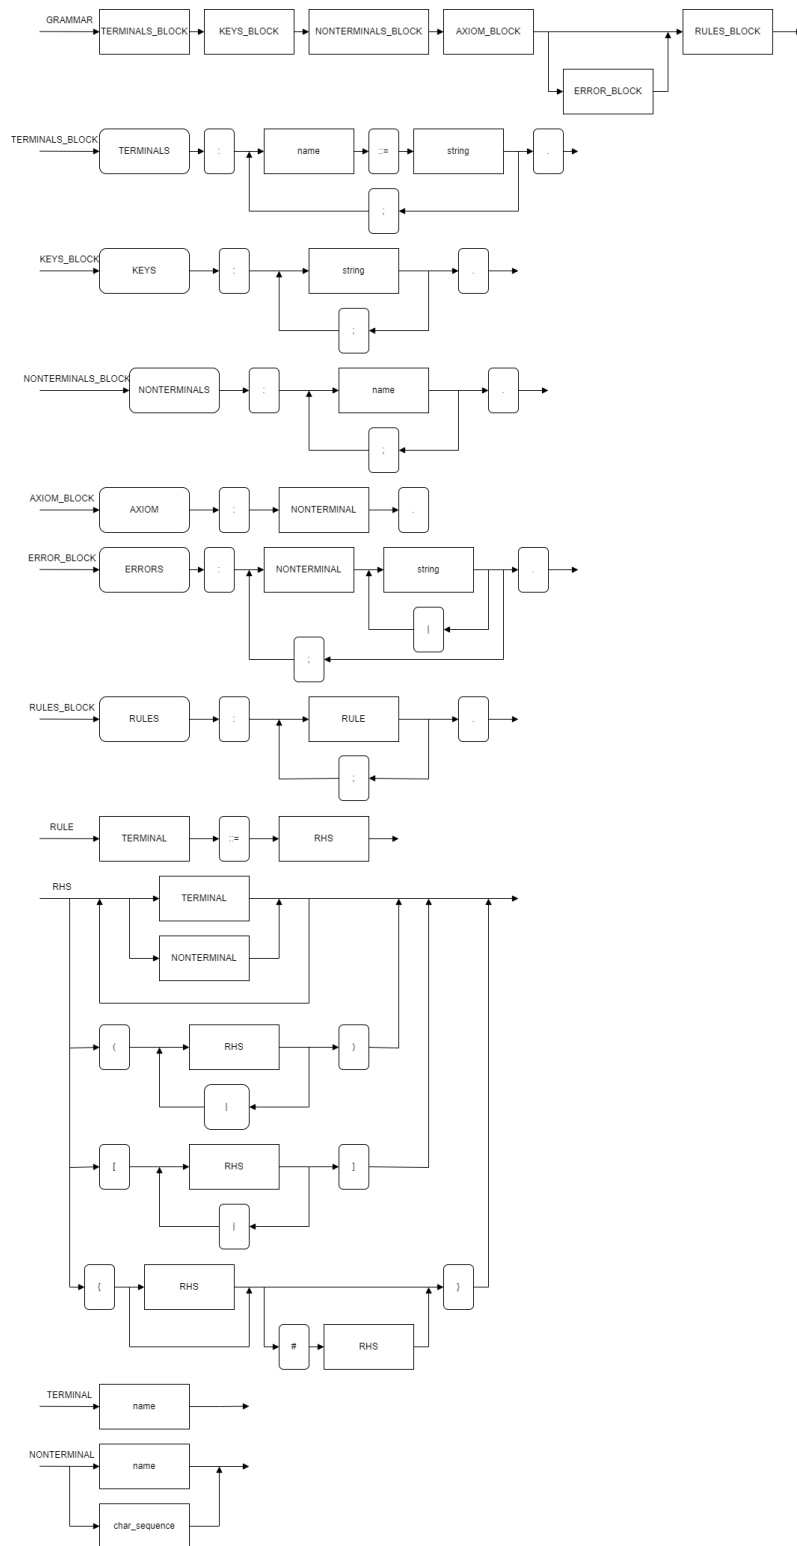 GRAMMAR
TERMINALS_BLOCK KEYS_BLOCK NONTERMINALS_BLOCK AXIOM_BLOCK RULES_BLOCK
ERROR_BLOCK
TERMINALS_BLOCK
TERMINALS : name ::= string .
;
KEYS_BLOCK
KEYS : string .
;
NONTERMINALS_BLOCK
NONTERMINALS : name .
;
AXIOM_BLOCK
AXIOM : NONTERMINAL .
ERROR_BLOCK
ERRORS : NONTERMINAL string .
|
;
RULES_BLOCK
RULES : RULE .
;
RULE
TERMINAL ::= RHS
RHS
TERMINAL
NONTERMINAL
( RHS )
|
[ RHS ]
|
{ RHS }
# RHS
TERMINAL
name
NONTERMINAL
name
char_sequence